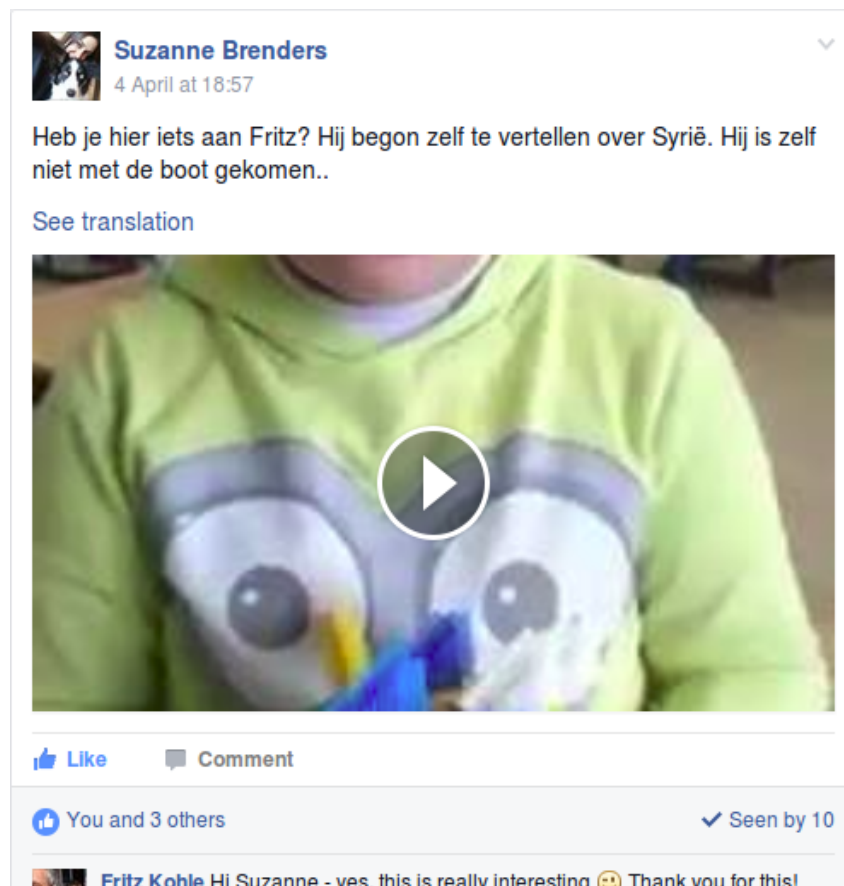 Suzanne Brenders
4 April at 18:57
Heb je hier iets aan Fritz? Hij begon zelf te vertellen over Syrië. Hij is zelf
niet met de boot gekomen..
See translation
Like Comment
You and 3 others Seen by 10
Fritz Kohle Hi Suzanne - yes, this is really interesting Thank you for this!